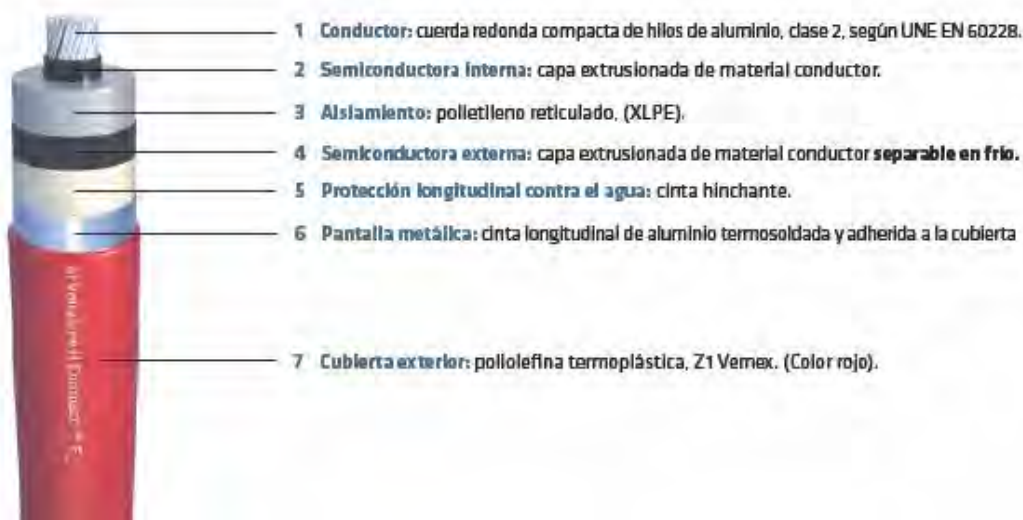 1 Conductor: cuerda redonda compacta de hilos de aluminio, clase 2, según UNE EN 60228.
2 Semiconductora interna: capa extrusionada de material conductor.
3 Aislamiento: polietileno reticulado, (XLPE).
4 Semiconductora externa: capa extrusionada de material conductor separable en frío.
5 Protección longitudinal contra el agua: cinta hinchante.
6 Pantalla metálica: cinta longitudinal de aluminio termosoldada y adherida a la cubierta
7 Cubierta exterior: poliolefina termoplástica, Z1 Vemex. (Color rojo).